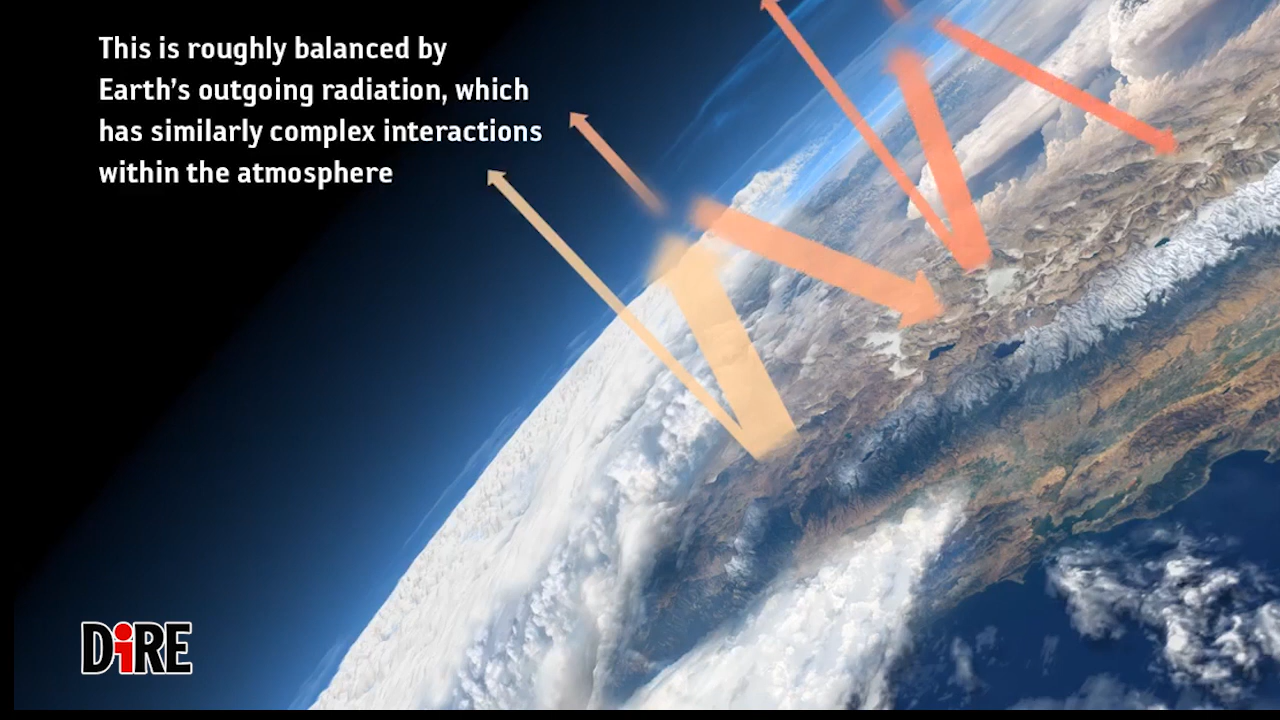 This is roughly balanced by
Earth's outgoing radiation, which
has similarly complex interactions
within the atmosphere
DiRE